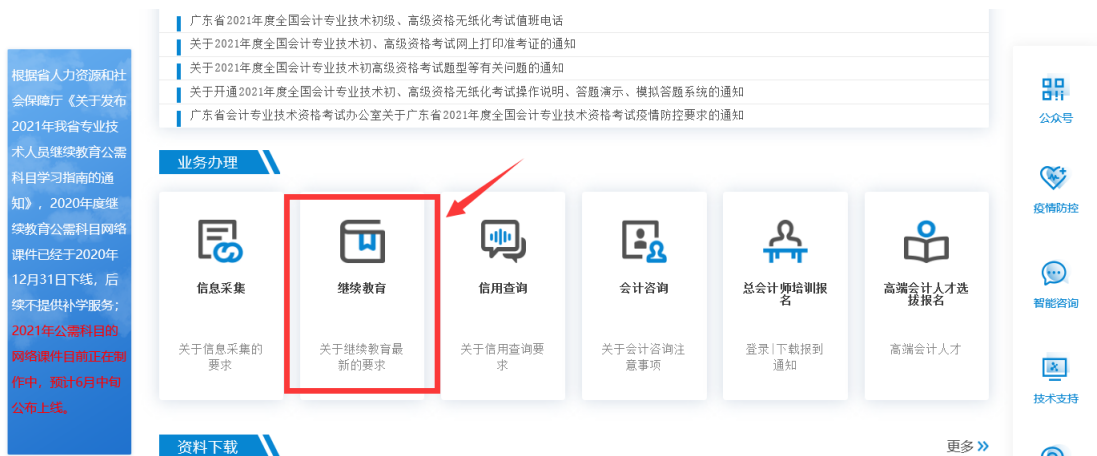 广东省2021年度全国会计专业技术初级、高级资格无纸化考试值班电话
关于2021年度全国会计专业技术初、高级资格考试网上打印准考证的通知
关于2021年度全国会计专业技术初高级资格考试题型等有关问题的通知
关于开通2021年度全国会计专业技术初、高级资格无纸化考试操作说明、答题演示、模拟答题系统的通知
广东省会计专业技术资格考试办公室关于广东省2021年度全国会计专业技术资格考试疫情防控要求的通知
根据省人力资源和社
会保障厅《关于发布
2021年我省专业技
术人员继续教育公需
科目学习指南的通
知》，2020年度继
续教育公需科目网络
课件已经于2020年
12月31日下线，后
续不提供补学服务；
2021年公需科目的
网络课件目前正在制
作中，预计6月中旬
公布上线。
业务办理
信息采集
关于信息采集的
要求
继续教育
关于继续教育最
新的要求
信用查询
关于信用查询要
求
会计咨询
关于会计咨询注
意事项
总会计师培训报
名
登录|下载报到
通知
高端会计人才选
拔报名
高端会计人才
资料下载
更多
公众号
疫情防控
智能咨询
技术支持